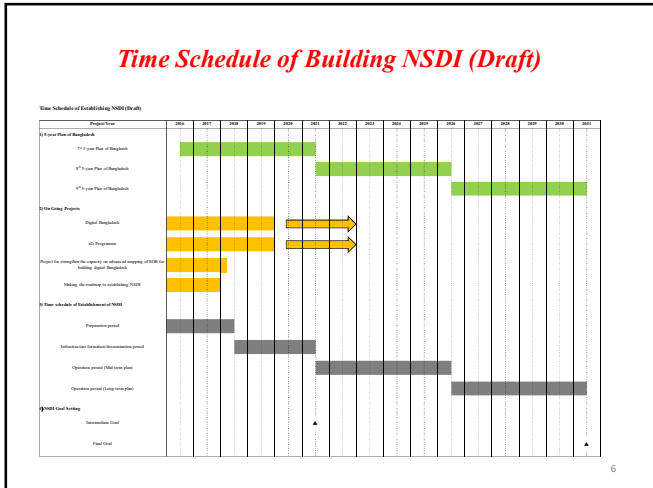 Time Schedule of Building NSDI (Draft)
Time Schedule of Establishing NSDI (Draft)
Project/Year 2016 2017 2018 2019 2020 2021 2022 2023 2024 2025 2026 2027 2028 2029 2030 2031
1) 5-year Plan of Bangladesh
7th 5-year Plan of Bangladesh
8th 5-year Plan of Bangladesh
9th 5-year Plan of Bangladesh
2) On Going Projects
Digital Bangladesh
a2i Programme
Project for strengthen the capacity on advanced mapping of SOB for
building digital Bangladesh
Making the roadmap to establishing NSDI
3) Time schedule of Establishment of NSDI
Preparation period
Infrastructure formation/dissemination period
Operation period (Mid-term plan)
Operation period (Long-term plan)
NSDI Goal Setting
Intermediate Goal
Final Goal
6